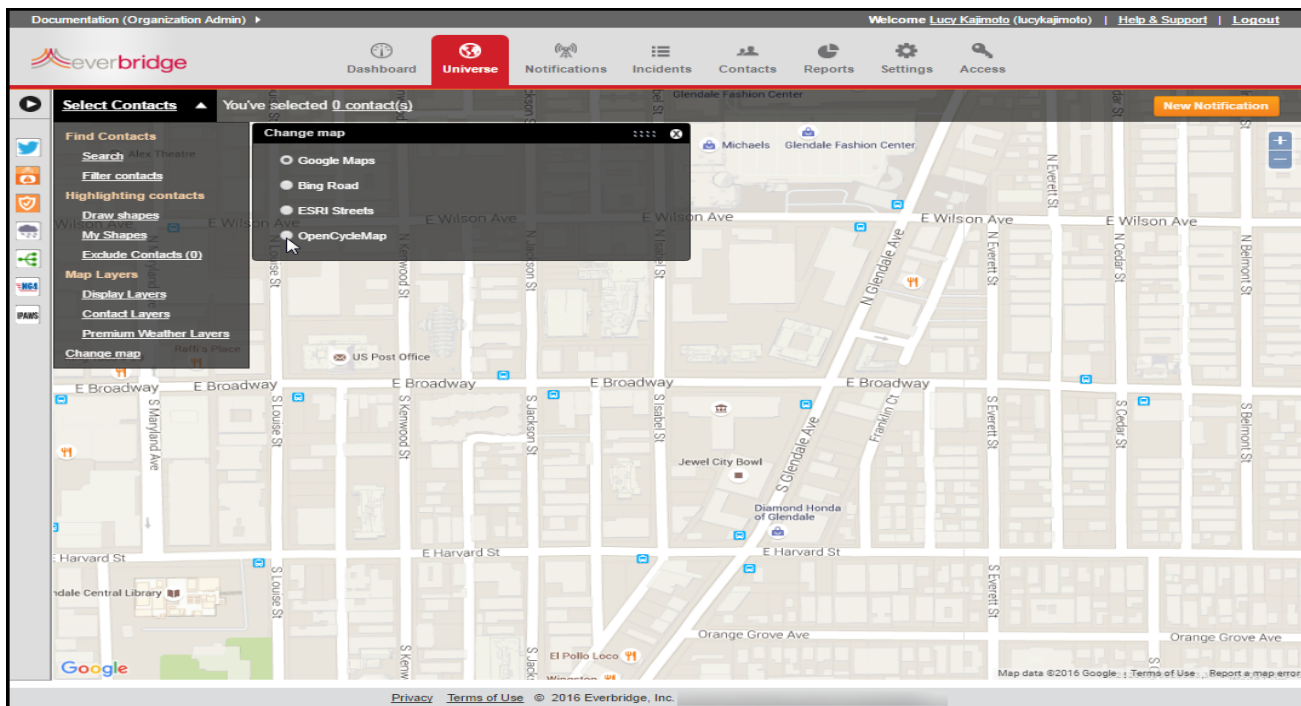 Documentation (Organization Admin)
Welcome Lucy Kajimoto (lucykajimoto) | Help & Support | Logout
everbridge
Dashboard
Universe
Notifications
Incidents
Contacts
Reports
Settings
Access
Select Contacts
You've selected 0 contact(s)
Glendale Fashion Center
New Notification
Find Contacts
Search
Alex Theatre
Filter contacts
Highlighting contacts
Draw shapes
My Shapes
Exclude Contacts (0)
Map Layers
Display Layers
Contact Layers
Premium Weather Layers
Change map
Raffi's Place
NC4
IPAWS
Change map
Google Maps
Bing Road
ESRI Streets
OpenCycleMap
Michaels
Glendale Fashion Center
N Everett St
Wilson Ave
E Wilson Ave
E Wilson Ave
E Wilson Ave
E Wilson Ave
N Glendale Ave
N Everett St
N Cedar St
N Belmont St
N Kenwood St
N Isabel St
US Post Office
E Broadway
E Broadway
E Broadway
E Broadway
E Broadway
S Maryland Ave
S Louise St
S Kenwood St
S Jackson St
S Isabel St
S Glendale Ave
Franklin Ct
S Everett St
S Cedar St
S Belmont St
Jewel City Bowl
Diamond Honda
of Glendale
E Harvard St
E Harvard St
E Harvard St
S Louise St
S Everett St
ndale Central Library
Orange Grove Ave
Orange Grove Ave
El Pollo Loco
Google
Map data ©2016 Google
Terms of Use
Report a map error
Privacy Terms of Use © 2016 Everbridge, Inc.